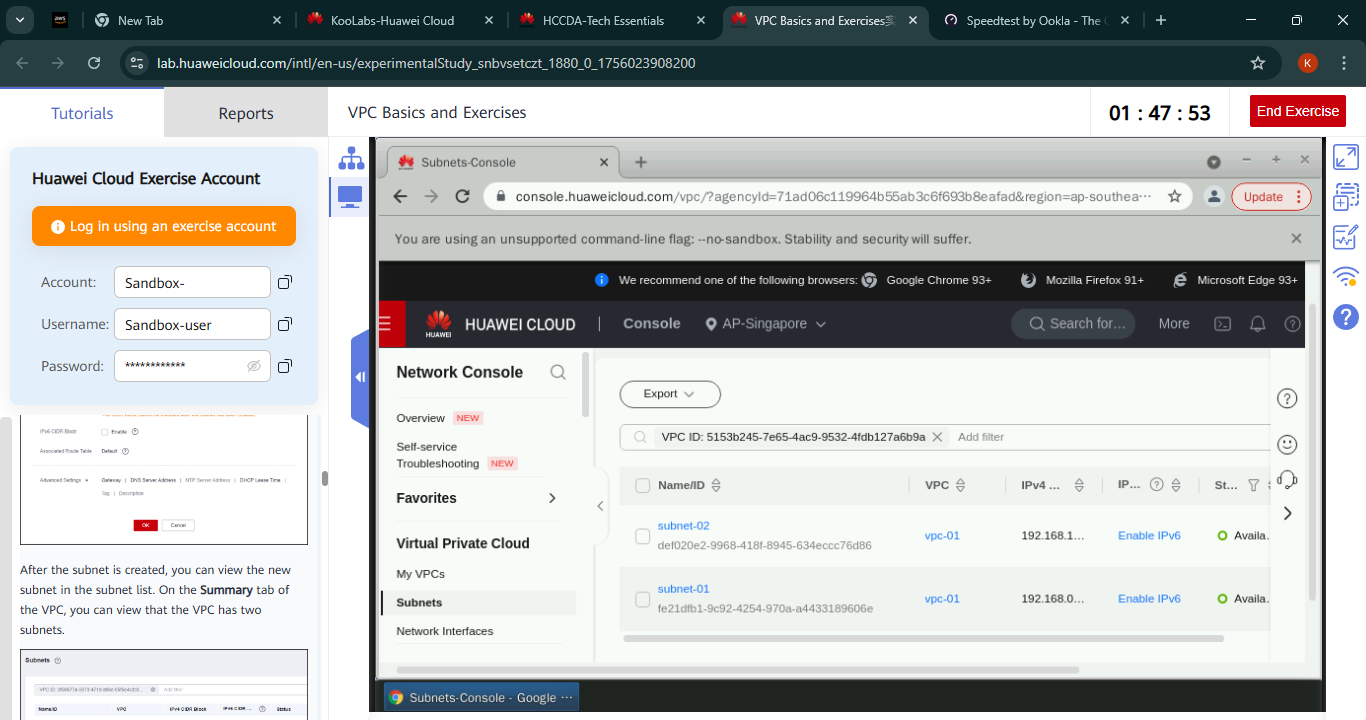 aws
New Tab
KooLabs-Huawei Cloud
HCCDA-Tech Essentials
VPC Basics and Exercises
Speedtest by Ookla - The
lab.huaweicloud.com/intl/en-us/experimentalStudy_snbvsetczt_1880_0_1756023908200
K
Tutorials
Reports
VPC Basics and Exercises
01 : 47 : 53
End Exercise
Huawei Cloud Exercise Account
Log in using an exercise account
Account:
Sandbox-
Username:
Sandbox-user
Password:
************
IPv6 CIDR Block
Enable
Associated Route Table
Default
Advanced Settings
Gateway | DNS Server Address | NTP Server Address | DHCP Lease Time |
Tag | Description
OK
Cancel
After the subnet is created, you can view the new
subnet in the subnet list. On the Summary tab of
the VPC, you can view that the VPC has two
subnets.
Subnets
Add filter
Name/ID
VPC
IPv4 CIDR Block
IPv6 CIDR ...
Status
Subnets-Console
console.huaweicloud.com/vpc/?agencyId=71ad06c119964b55ab3c6f693b8eafad&region=ap-southea···
Update
You are using an unsupported command-line flag: --no-sandbox. Stability and security will suffer.
We recommend one of the following browsers:
Google Chrome 93+
Mozilla Firefox 91+
Microsoft Edge 93+
HUAWEI
HUAWEI CLOUD
Console
AP-Singapore
Search for...
More
Network Console
Overview
NEW
Self-service
Troubleshooting
NEW
Favorites
Virtual Private Cloud
My VPCs
Subnets
Network Interfaces
Export
VPC ID: 5153b245-7e65-4ac9-9532-4fdb127a6b9a
Add filter
Name/ID
VPC
IPv4 ...
IP...
St...
subnet-02
def020e2-9968-418f-8945-634eccc76d86
vpc-01
192.168.1...
Enable IPv6
Availa.
subnet-01
fe21dfb1-9c92-4254-970a-a4433189606e
vpc-01
192.168.0...
Enable IPv6
Availa.
Subnets-Console - Google ···